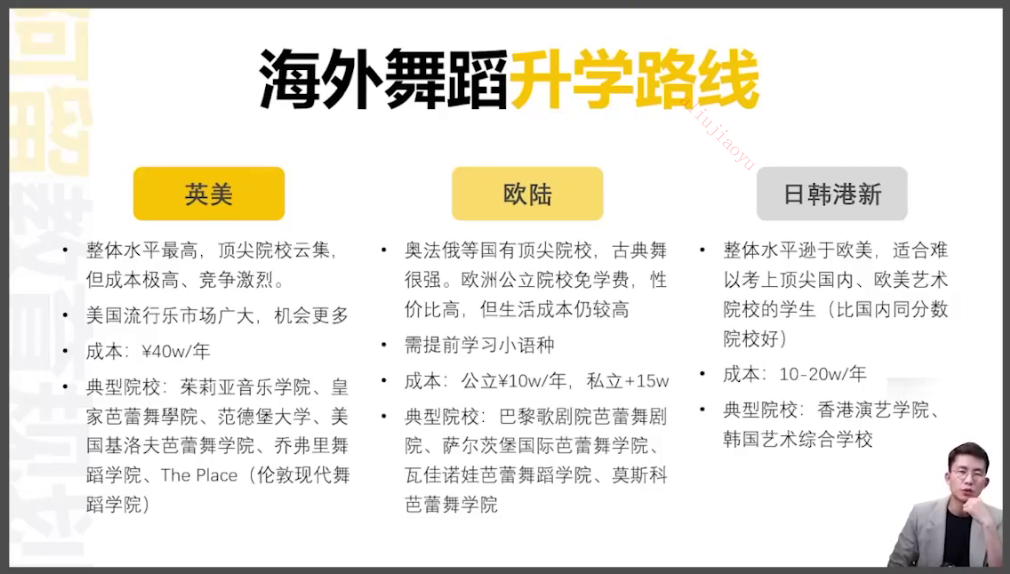 海外舞蹈升学路线
英美
整体水平最高，顶尖院校云集，
但成本极高、竞争激烈。
美国流行乐市场广大，机会更多
成本：¥40w/年
典型院校：茱莉亚音乐学院、皇
家芭蕾舞學院、范德堡大学、美
国基洛夫芭蕾舞学院、乔弗里舞
蹈学院、The Place（伦敦现代舞
蹈学院）
欧陆
奥法俄等国有顶尖院校，古典舞
很强。欧洲公立院校免学费，性
价比高，但生活成本仍较高
需提前学习小语种
成本：公立¥10w/年，私立+15w
典型院校：巴黎歌剧院芭蕾舞剧
院、萨尔茨堡国际芭蕾舞学院、
瓦佳诺娃芭蕾舞蹈学院、莫斯科
芭蕾舞学院
日韩港新
整体水平逊于欧美，适合难
以考上顶尖国内、欧美艺术
院校的学生（比国内同分数
院校好）
成本：10-20w/年
典型院校：香港演艺学院、
韩国艺术综合学校